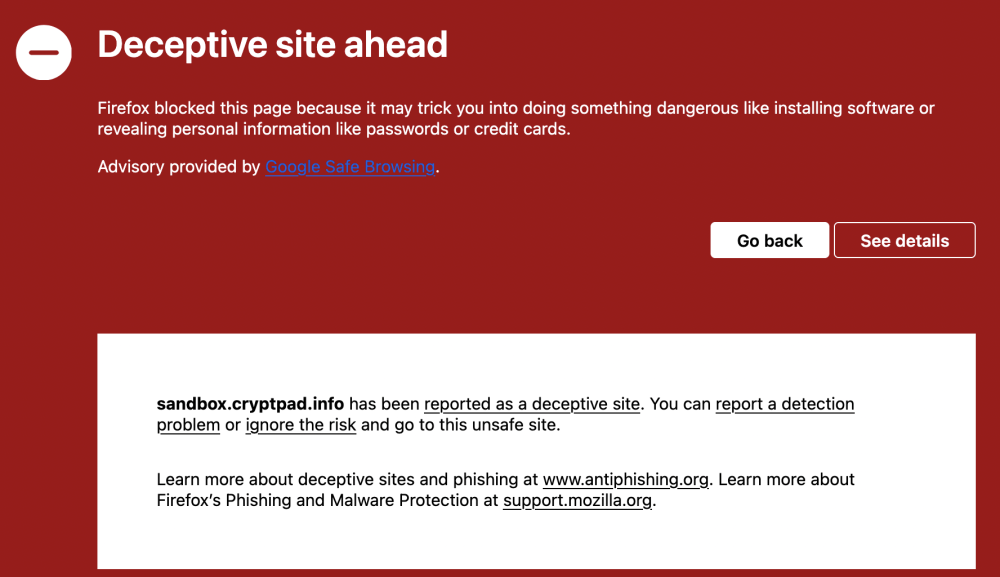 Deceptive site ahead
Firefox blocked this page because it may trick you into doing something dangerous like installing software or
revealing personal information like passwords or credit cards.
Advisory provided by Google Safe Browsing.
Go back
See details
sandbox.cryptpad.info has been reported as a deceptive site. You can report a detection
problem or ignore the risk and go to this unsafe site.
Learn more about deceptive sites and phishing at www.antiphishing.org. Learn more about
Firefox’s Phishing and Malware Protection at support.mozilla.org.